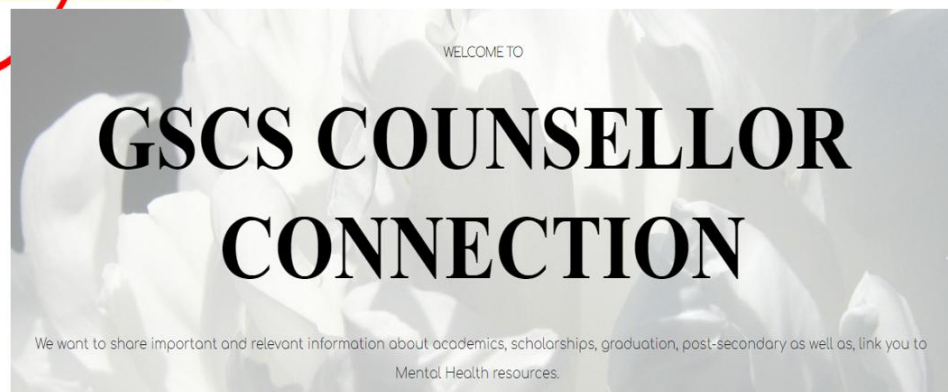 WELCOME TO
GSCS COUNSELLOR
CONNECTION
We want to share important and relevant information about academics, scholarships, graduation, post-secondary as well as, link you to
Mental Health resources.